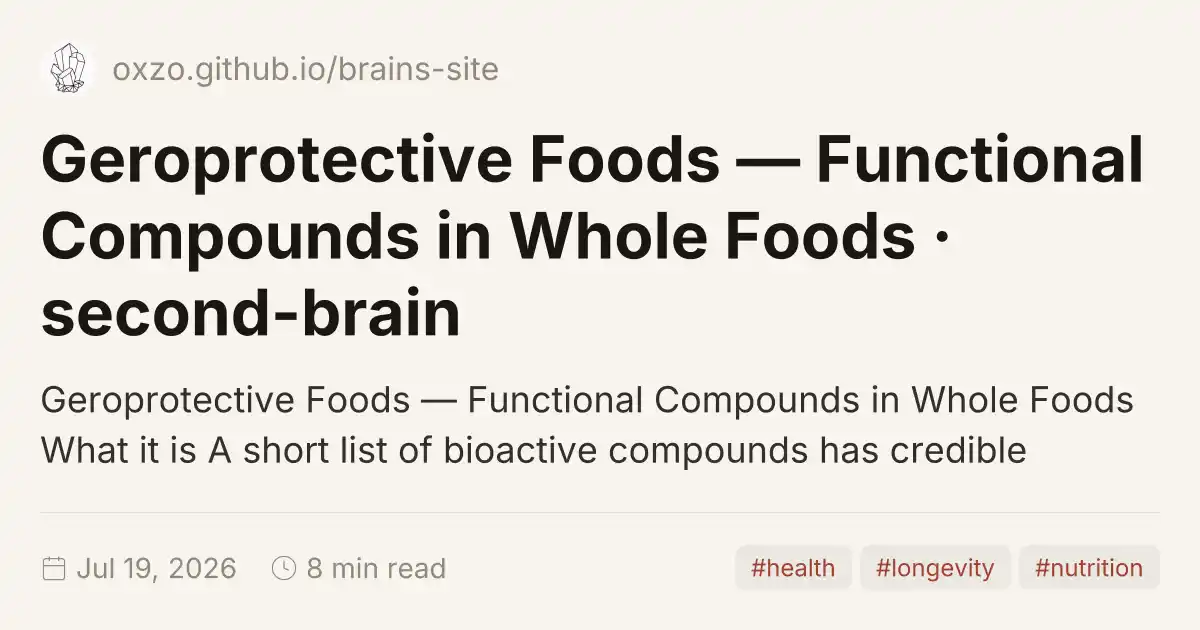 oxzo.github.io/brains-site
Geroprotective Foods — Functional
Compounds in Whole Foods ·
second-brain
Geroprotective Foods — Functional Compounds in Whole Foods
What it is A short list of bioactive compounds has credible
Jul 19, 2026 8 min read #health #longevity #nutrition